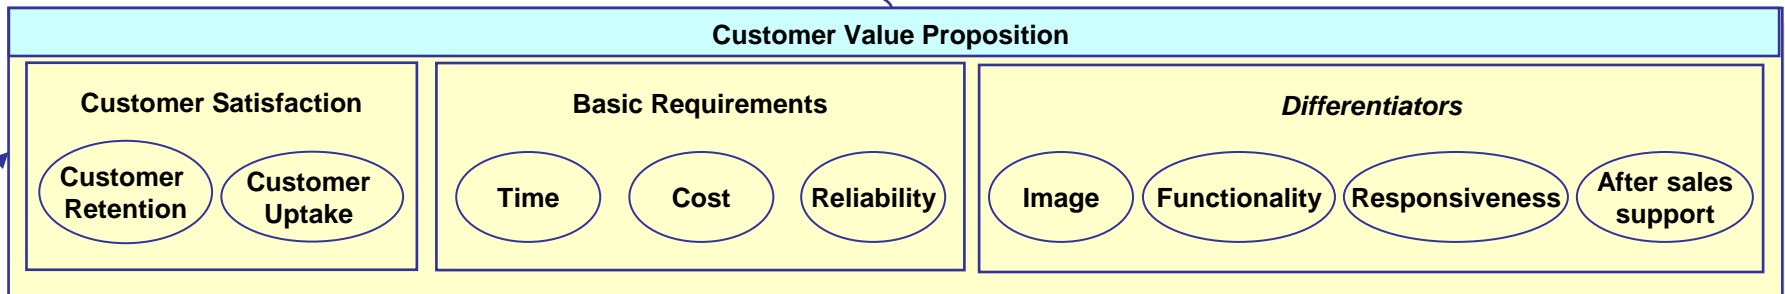 Customer Value Proposition
Customer Satisfaction
Customer
Retention
Customer
Uptake
Basic Requirements
Time
Cost
Reliability
Differentiators
Image
Functionality
Responsiveness
After sales
support